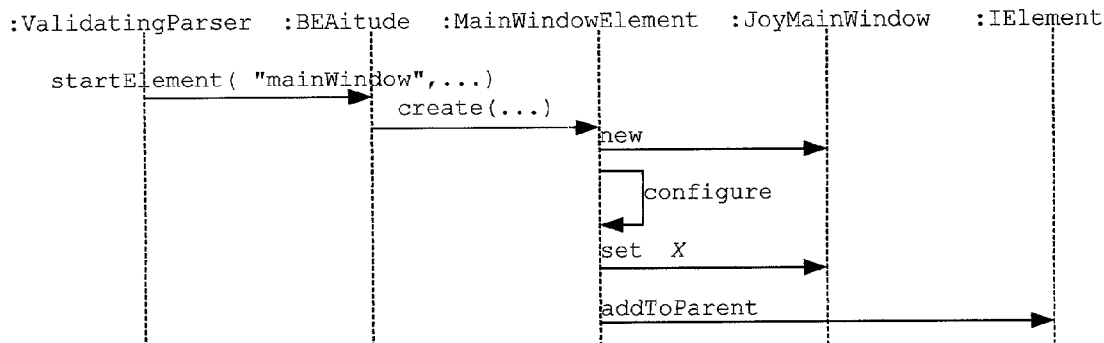 :ValidatingParser :BEAitude :MainWindowElement :JoyMainWindow :IElement
startElement( "mainWindow",...)
create(...)
new
configure
set X
addToParent